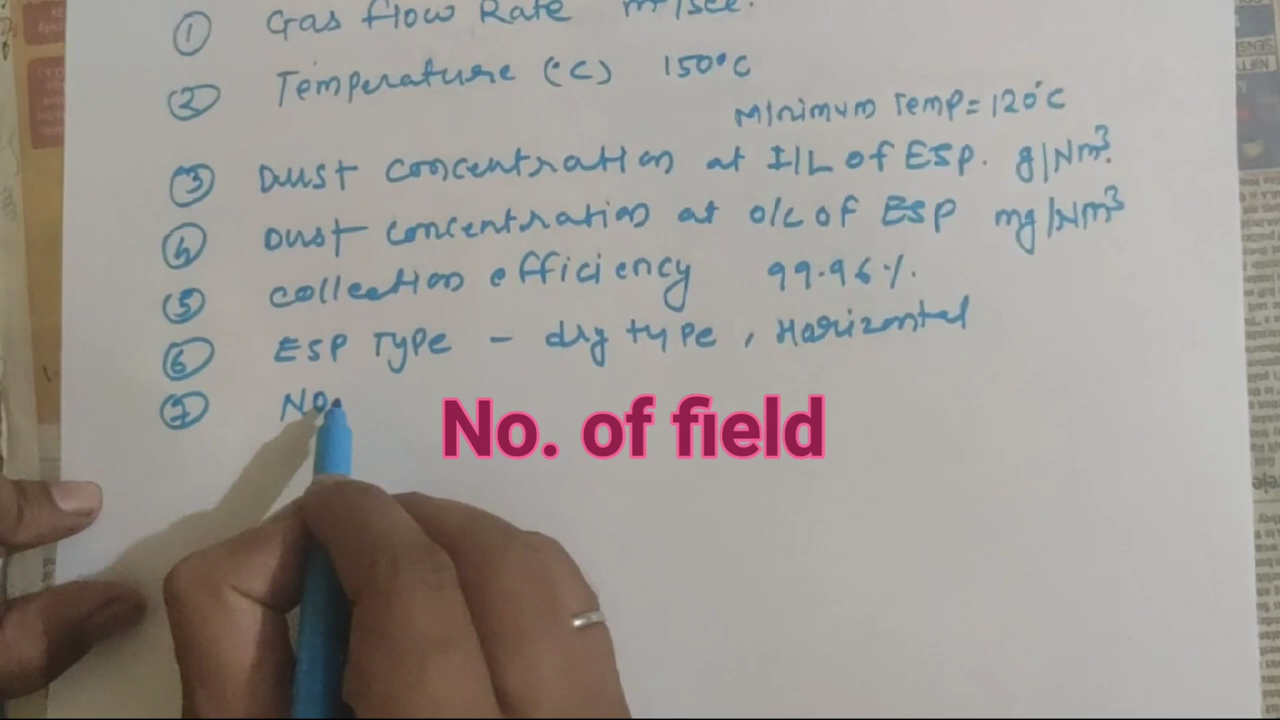 ① Gas flow Rate m³/sec.
② Temperature (°C) 150°C
Minimum Temp = 120°C
③ Dust concentration at I/L of ESP. g/Nm³.
④ Dust concentration at O/L of ESP mg/Nm³
⑤ collection efficiency 99.96%.
⑥ ESP Type - dry type, Horizontal
⑦ No.
No. of field